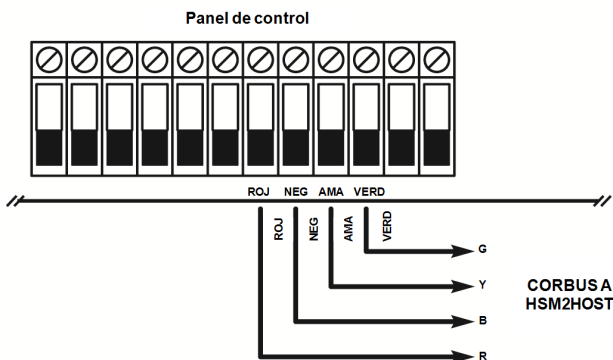 Panel de control
ROJ NEG AMA VERD
ROJ
NEG
AMA
VERD
G
Y
B
R
CORBUS A
HSM2HOST